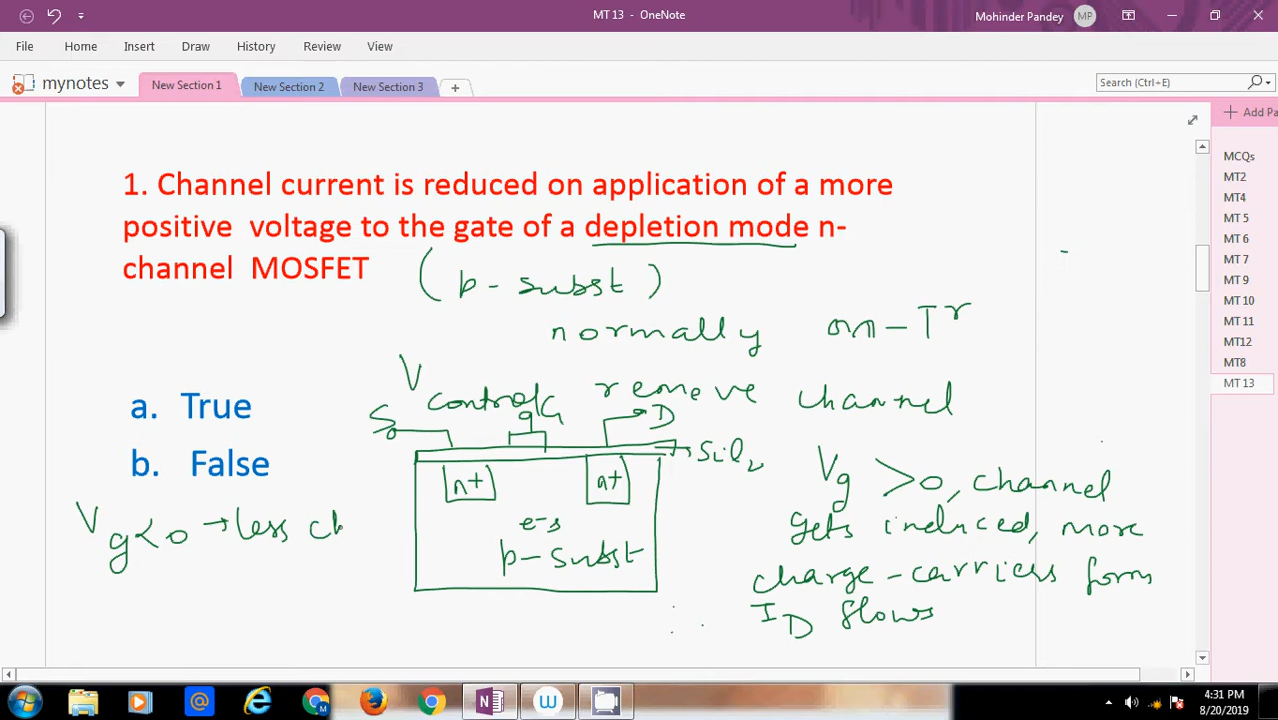 MT 13 - OneNote
Mohinder Pandey MP
File Home Insert Draw History Review View
mynotes New Section 1 New Section 2 New Section 3 +
Search (Ctrl+E)
Add Pa
MCQs
MT2
MT4
MT 5
MT 6
MT 7
MT 9
MT 10
MT 11
MT12
MT8
MT 13
1. Channel current is reduced on application of a more
positive voltage to the gate of a depletion mode n-
channel MOSFET
(p-subst)
normally on-Tr
V control remove channel
a. True
b. False
S
G
D
SiO2
n+ n+
e-s
p-subst
Vg >0, channel
gets induced, more
charge-carriers form
ID flows
Vg<0 → less ch
4:31 PM
8/20/2019